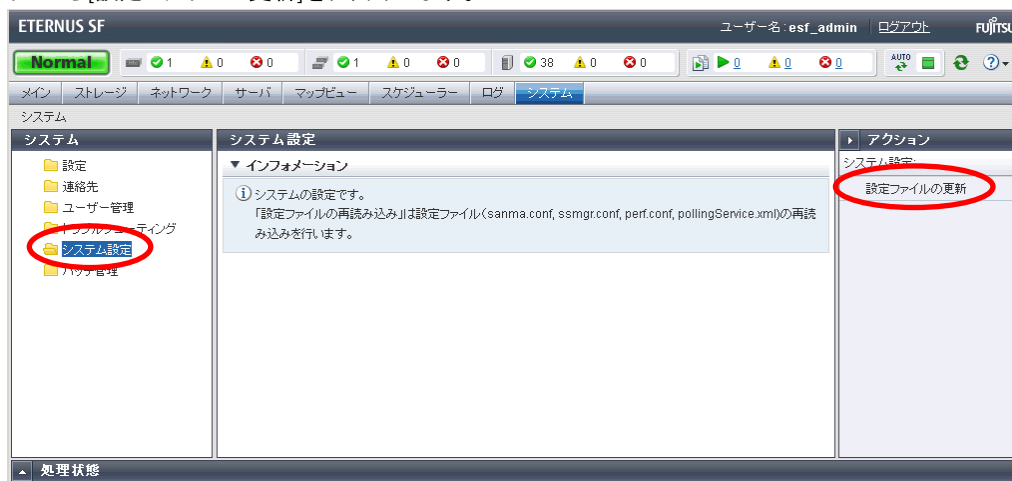 ETERNUS SF ユーザー名:esf_admin ログアウト FUJITSU
Normal 1 0 0 1 0 0 38 0 0 0 0 0 AUTO
メイン ストレージ ネットワーク サーバ マップビュー スケジューラー ログ システム
システム
システム システム設定 アクション
設定 インフォメーション システム設定:
連絡先 システムの設定です。 設定ファイルの更新
ユーザー管理 「設定ファイルの再読み込み」は設定ファイル(sanma.conf, ssmgr.conf, perf.conf, pollingService.xml)の再読
トラブルシューティング み込みを行います。
システム設定
パッチ管理
処理状態